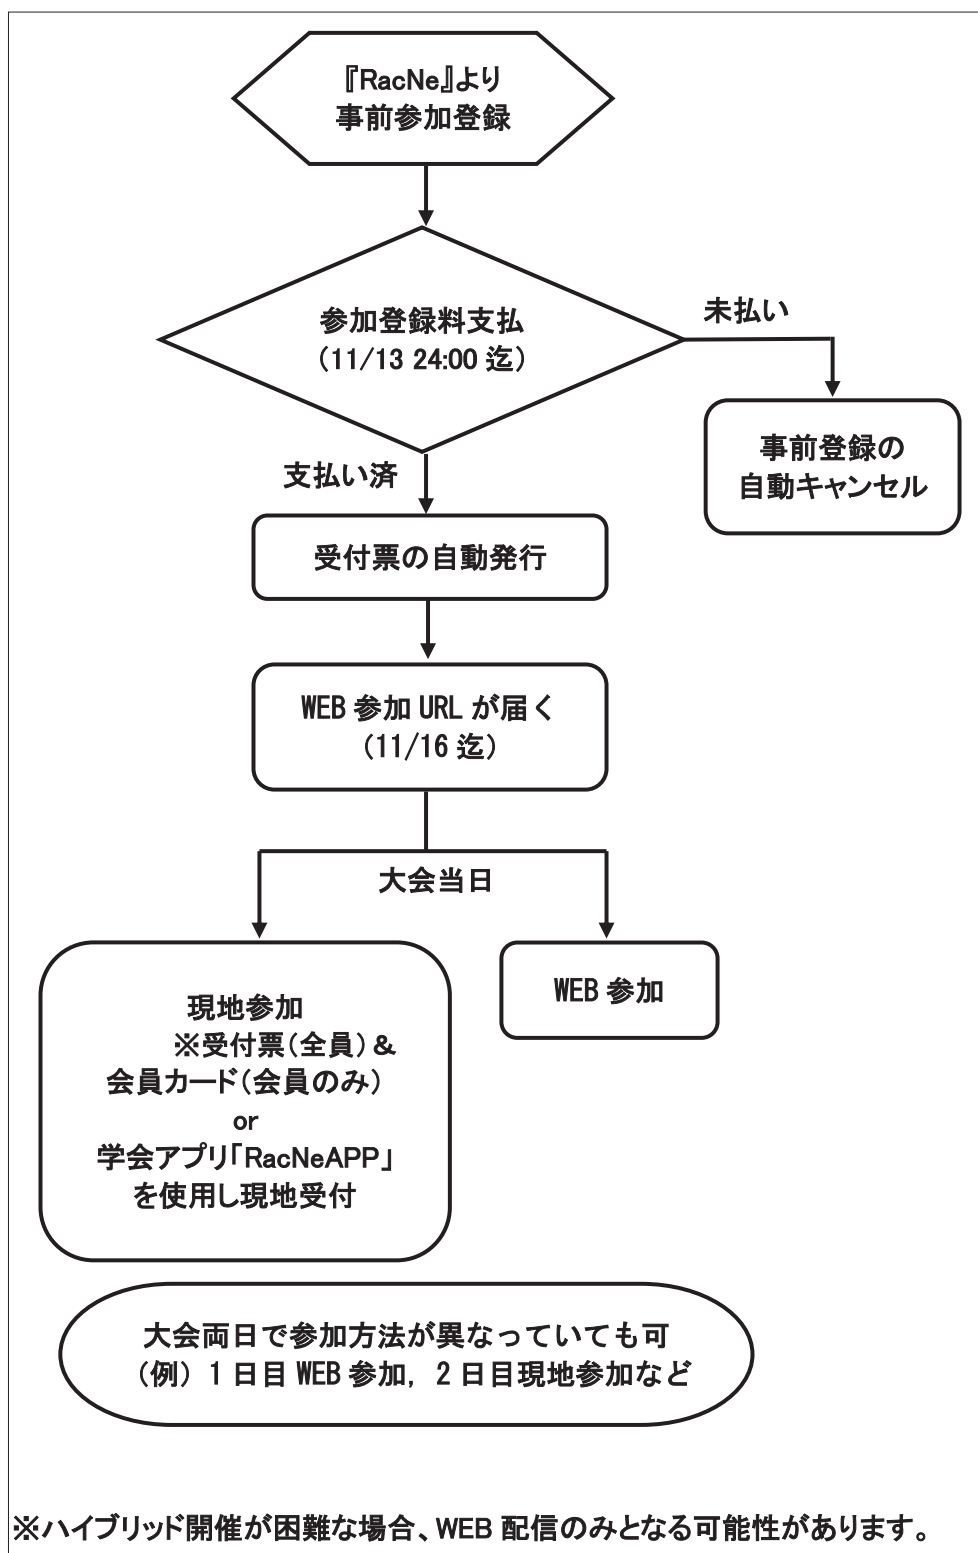 『RacNe』より
事前参加登録
参加登録料支払
（11/13 24:00 迄）
未払い
事前登録の
自動キャンセル
支払い済
受付票の自動発行
WEB 参加 URL が届く
（11/16 迄）
大会当日
現地参加
※受付票（全員）＆
会員カード（会員のみ）
or
学会アプリ「RacNeAPP」
を使用し現地受付
WEB 参加
大会両日で参加方法が異なっていても可
（例）1 日目 WEB 参加，2 日目現地参加など
※ハイブリッド開催が困難な場合、WEB 配信のみとなる可能性があります。